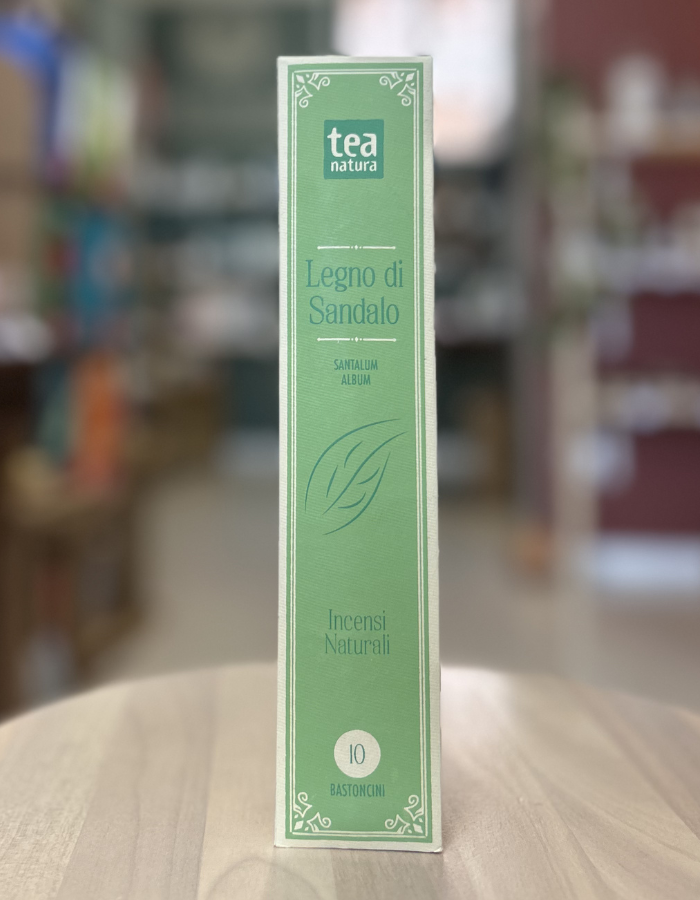 tea
natura
Legno di
Sandalo
SANTALUM
ALBUM
Incensi
Naturali
10
BASTONCINI